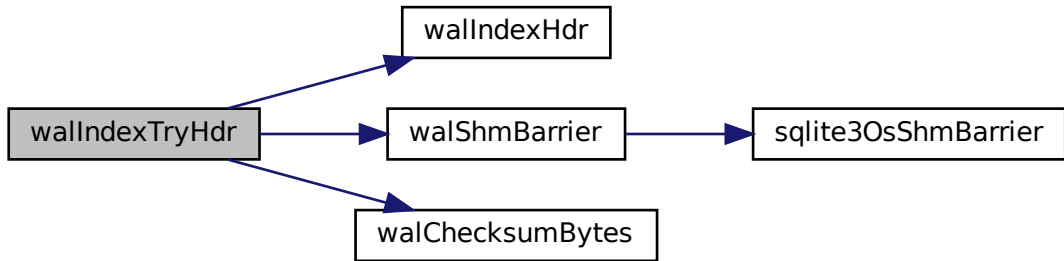 walIndexHdr
walIndexTryHdr
walShmBarrier
sqlite3OsShmBarrier
walChecksumBytes